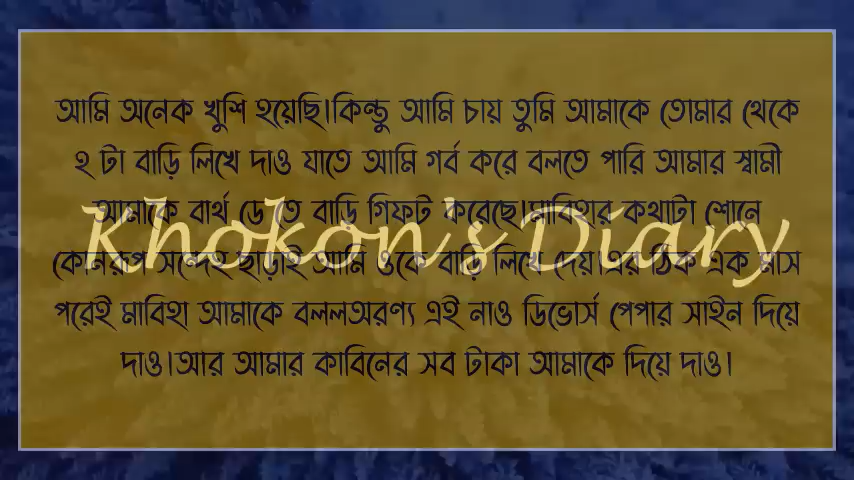 আমি অনেক খুশি হয়েছি।কিন্তু আমি চায় তুমি আমাকে তোমার থেকে
২ টা বাড়ি লিখে দাও যাতে আমি গর্ব করে বলতে পারি আমার স্বামী
আমাকে বার্থ ডে তে বাড়ি গিফট করেছে।মাবিহার কথাটা শোনে
কোনরূপ সন্দেহ ছাড়াই আমি ওকে বাড়ি লিখে দেয়।এর ঠিক এক মাস
পরেই মাবিহা আমাকে বললঅরণ্য এই নাও ডিভোর্স পেপার সাইন দিয়ে
দাও।আর আমার কাবিনের সব টাকা আমাকে দিয়ে দাও।
Khokon's Diary